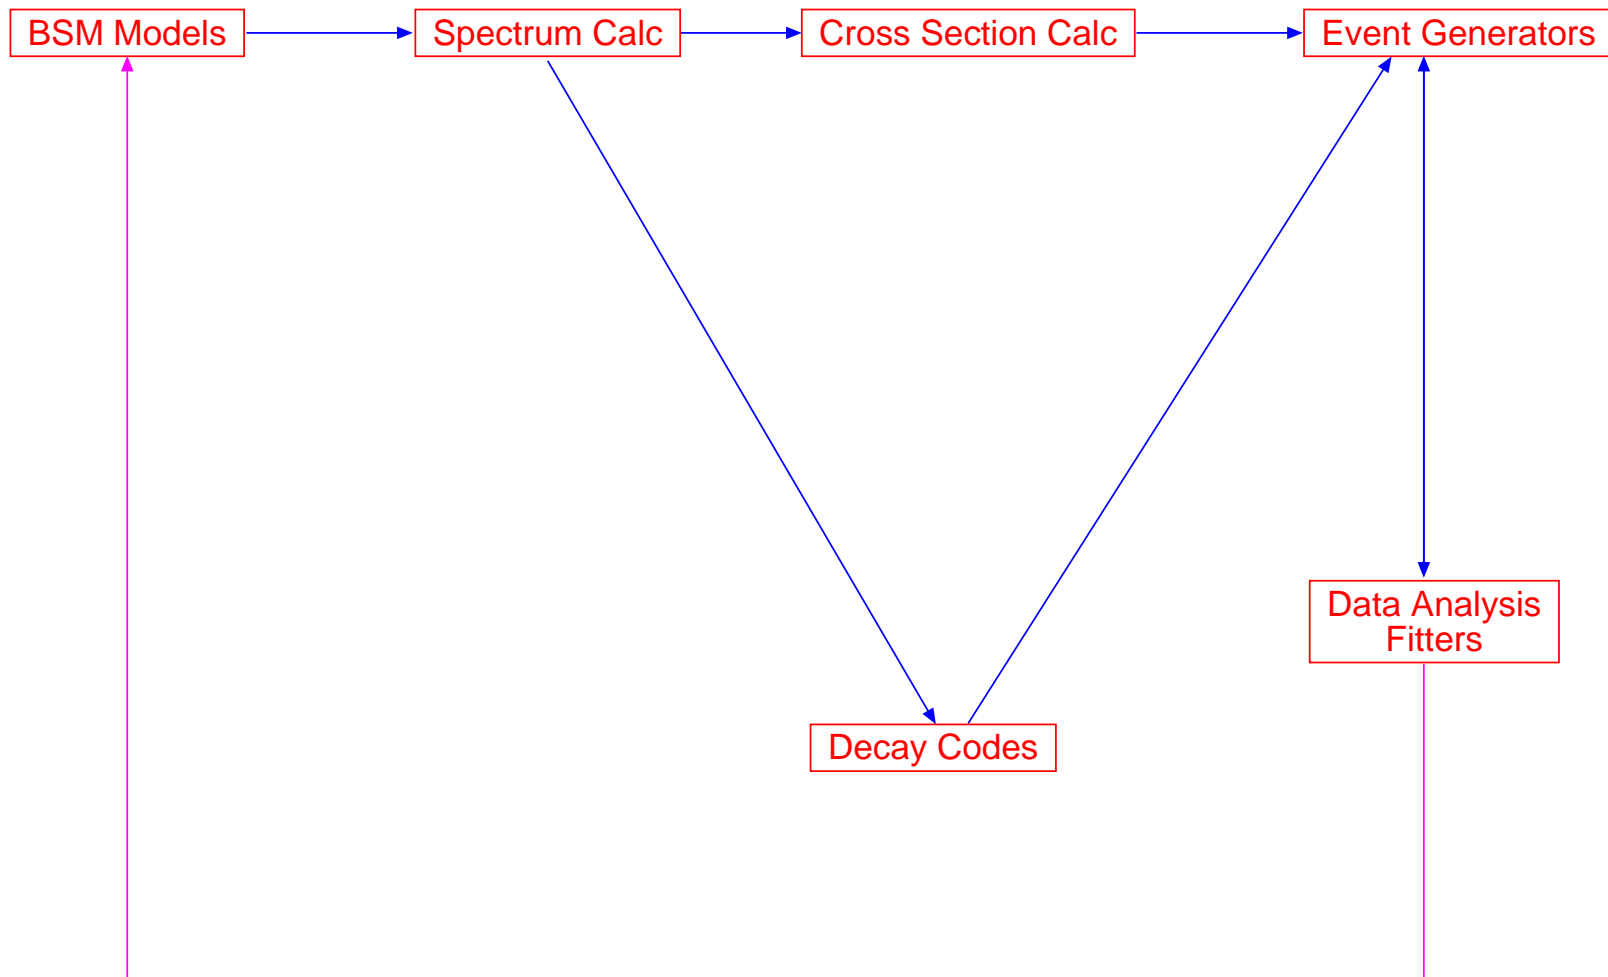 BSM Models
Spectrum Calc
Cross Section Calc
Event Generators
Data Analysis
Fitters
Decay Codes